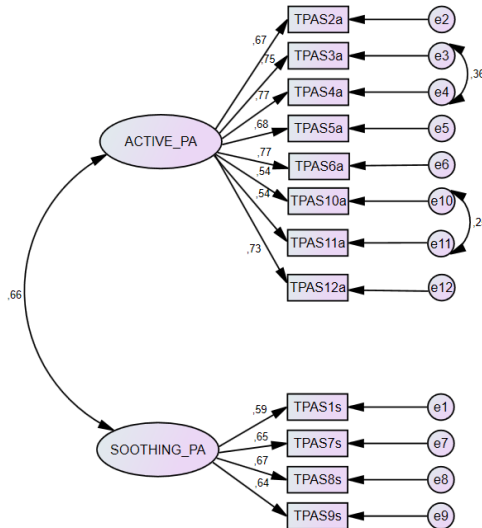 TPAS2a e2
,67
TPAS3a e3
,75
,36
TPAS4a e4
,77
TPAS5a e5
,68
ACTIVE_PA
,77
TPAS6a e6
,54
TPAS10a e10
,54
,2
TPAS11a e11
,73
TPAS12a e12
,66
TPAS1s e1
,59
TPAS7s e7
,65
SOOTHING_PA
,67
TPAS8s e8
,64
TPAS9s e9